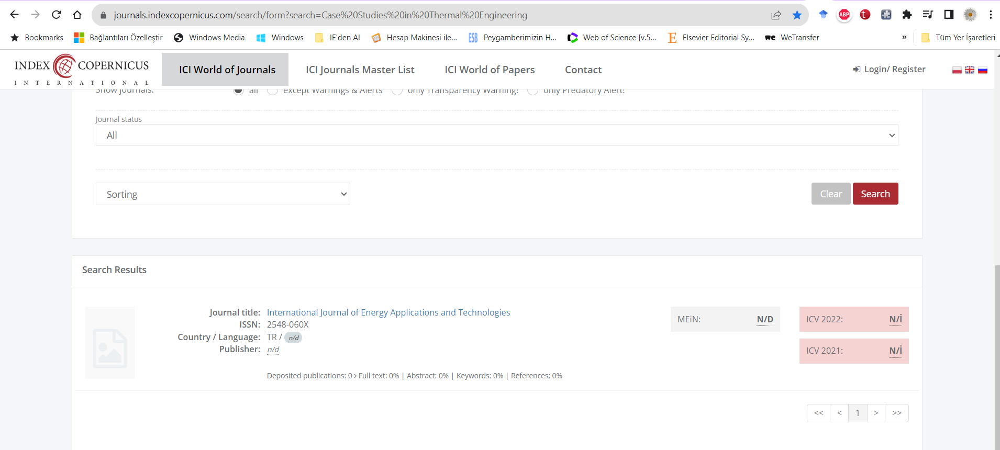 journals.indexcopernicus.com/search/form?search=Case%20Studies%20in%20Thermal%20Engineering
ABP
t
Bookmarks
Bağlantıları Özelleştir
Windows Media
Windows
IE'den AI
Hesap Makinesi ile...
ESB
Peygamberimizin H...
Web of Science [v.5...
E
Elsevier Editorial Sy...
we
WeTransfer
»
Tüm Yer İşaretleri
INDEX COPERNICUS
INTERNATIONAL
ICI World of Journals
ICI Journals Master List
ICI World of Papers
Contact
Login/ Register
Show journals:
all
except Warnings & Alerts
only Transparency Warning!
only Predatory Alert!
Journal status
All
Sorting
Clear
Search
Search Results
Journal title: International Journal of Energy Applications and Technologies
ISSN: 2548-060X
Country / Language: TR / n/d
Publisher: n/d
Deposited publications: 0 > Full text: 0% | Abstract: 0% | Keywords: 0% | References: 0%
MEiN: N/D
ICV 2022: N/İ
ICV 2021: N/İ
<< < 1 > >>